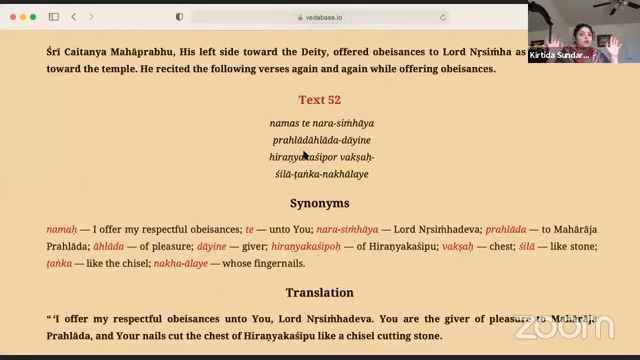 vedabase.io
Śrī Caitanya Mahāprabhu, His left side toward the Deity, offered obeisances to Lord Nṛsiṁha as
toward the temple. He recited the following verses again and again while offering obeisances.
Kirtida Sundar...
Text 52
namas te nara-siṁhāya
prahlādāhlāda-dāyine
hiraṇyakaśipor vakṣaḥ-
śilā-ṭaṅka-nakhālaye
Synonyms
namaḥ — I offer my respectful obeisances; te — unto You; nara-siṁhāya — Lord Nṛsiṁhadeva; prahlāda — to Mahārāja
Prahlāda; āhlāda — of pleasure; dāyine — giver; hiraṇyakaśipoḥ — of Hiraṇyakaśipu; vakṣaḥ — chest; śilā — like stone;
ṭaṅka — like the chisel; nakha-ālaye — whose fingernails.
Translation
“ ‘I offer my respectful obeisances unto You, Lord Nṛsiṁhadeva. You are the giver of pleasure to Mahārāja
Prahlāda, and Your nails cut the chest of Hiraṇyakaśipu like a chisel cutting stone.
zoom